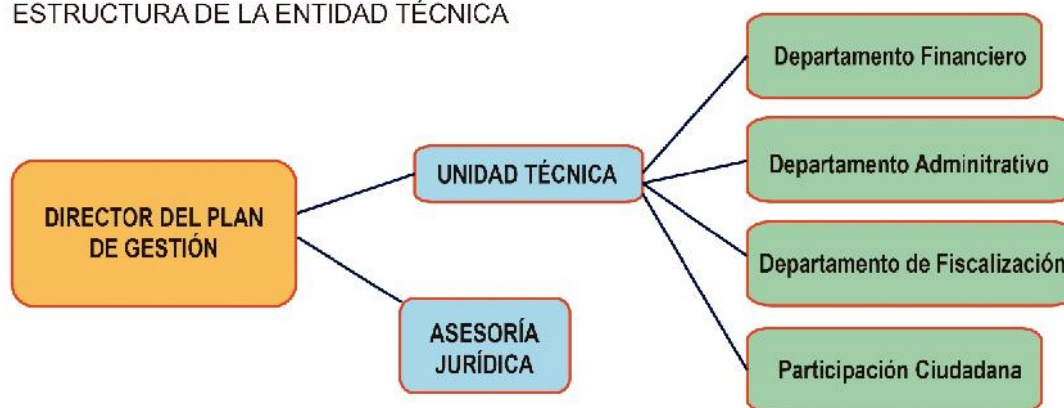 ESTRUCTURA DE LA ENTIDAD TÉCNICA
DIRECTOR DEL PLAN
DE GESTIÓN
UNIDAD TÉCNICA
ASESORÍA
JURÍDICA
Departamento Financiero
Departamento Adminitrativo
Departamento de Fiscalización
Participación Ciudadana